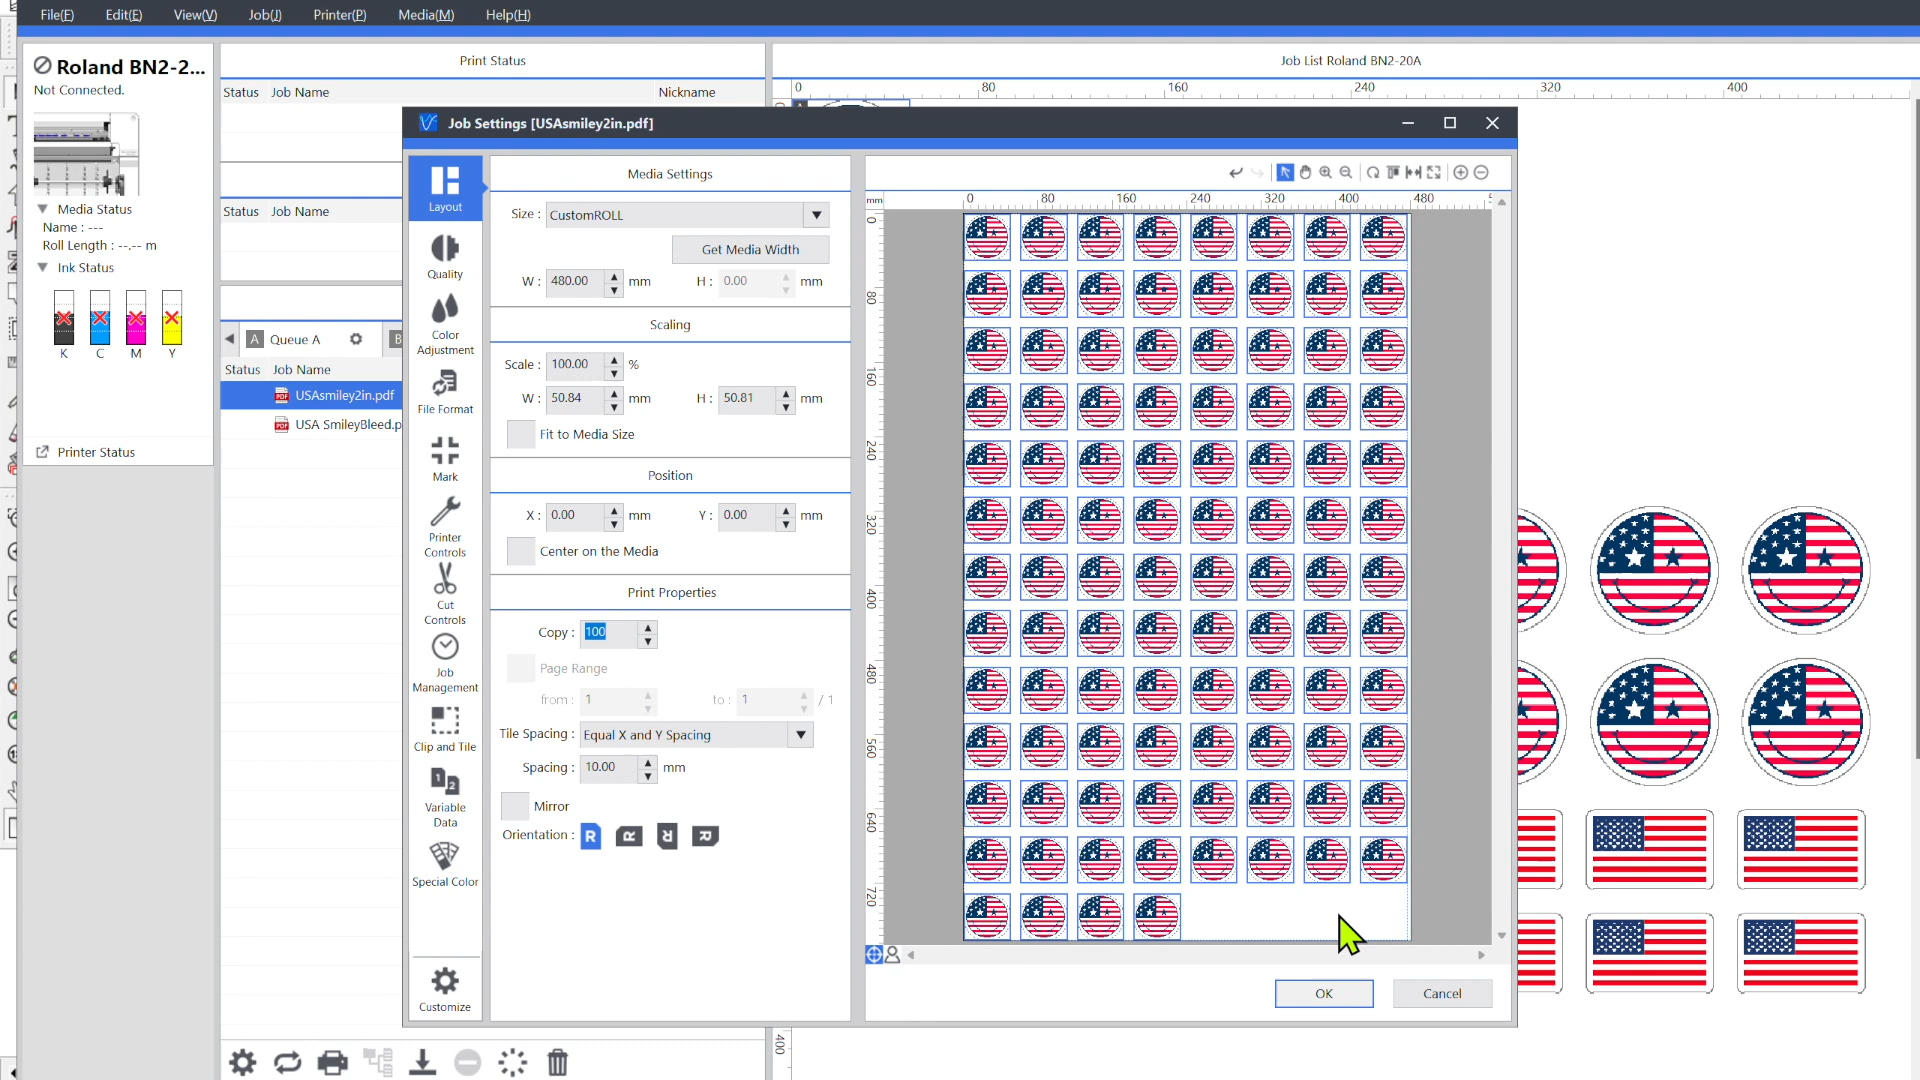 File(F) Edit(E) View(V) Job(J) Printer(P) Media(M) Help(H)
Roland BN2-2...
Not Connected.
Media Status
Name : ---
Roll Length : --.-- m
Ink Status
K C M Y
Printer Status
Print Status
Status Job Name Nickname
Status Job Name
A Queue A B
Status Job Name
USAsmiley2in.pdf
USA SmileyBleed.p
Job List Roland BN2-20A
0 80 160 240 320 400
400
Job Settings [USAsmiley2in.pdf]
Layout
Quality
Color
Adjustment
File Format
Mark
Printer
Controls
Cut
Controls
Job
Management
Clip and Tile
Variable
Data
Special Color
Customize
Media Settings
Size : CustomROLL
Get Media Width
W : 480.00 mm H : 0.00 mm
Scaling
Scale : 100.00 %
W : 50.84 mm H : 50.81 mm
Fit to Media Size
Position
X : 0.00 mm Y : 0.00 mm
Center on the Media
Print Properties
Copy : 100
Page Range
from : 1 to : 1 / 1
Tile Spacing : Equal X and Y Spacing
Spacing : 10.00 mm
Mirror
Orientation : R R R R
mm 0 80 160 240 320 400 480
0
80
160
240
320
400
480
560
640
720
OK Cancel